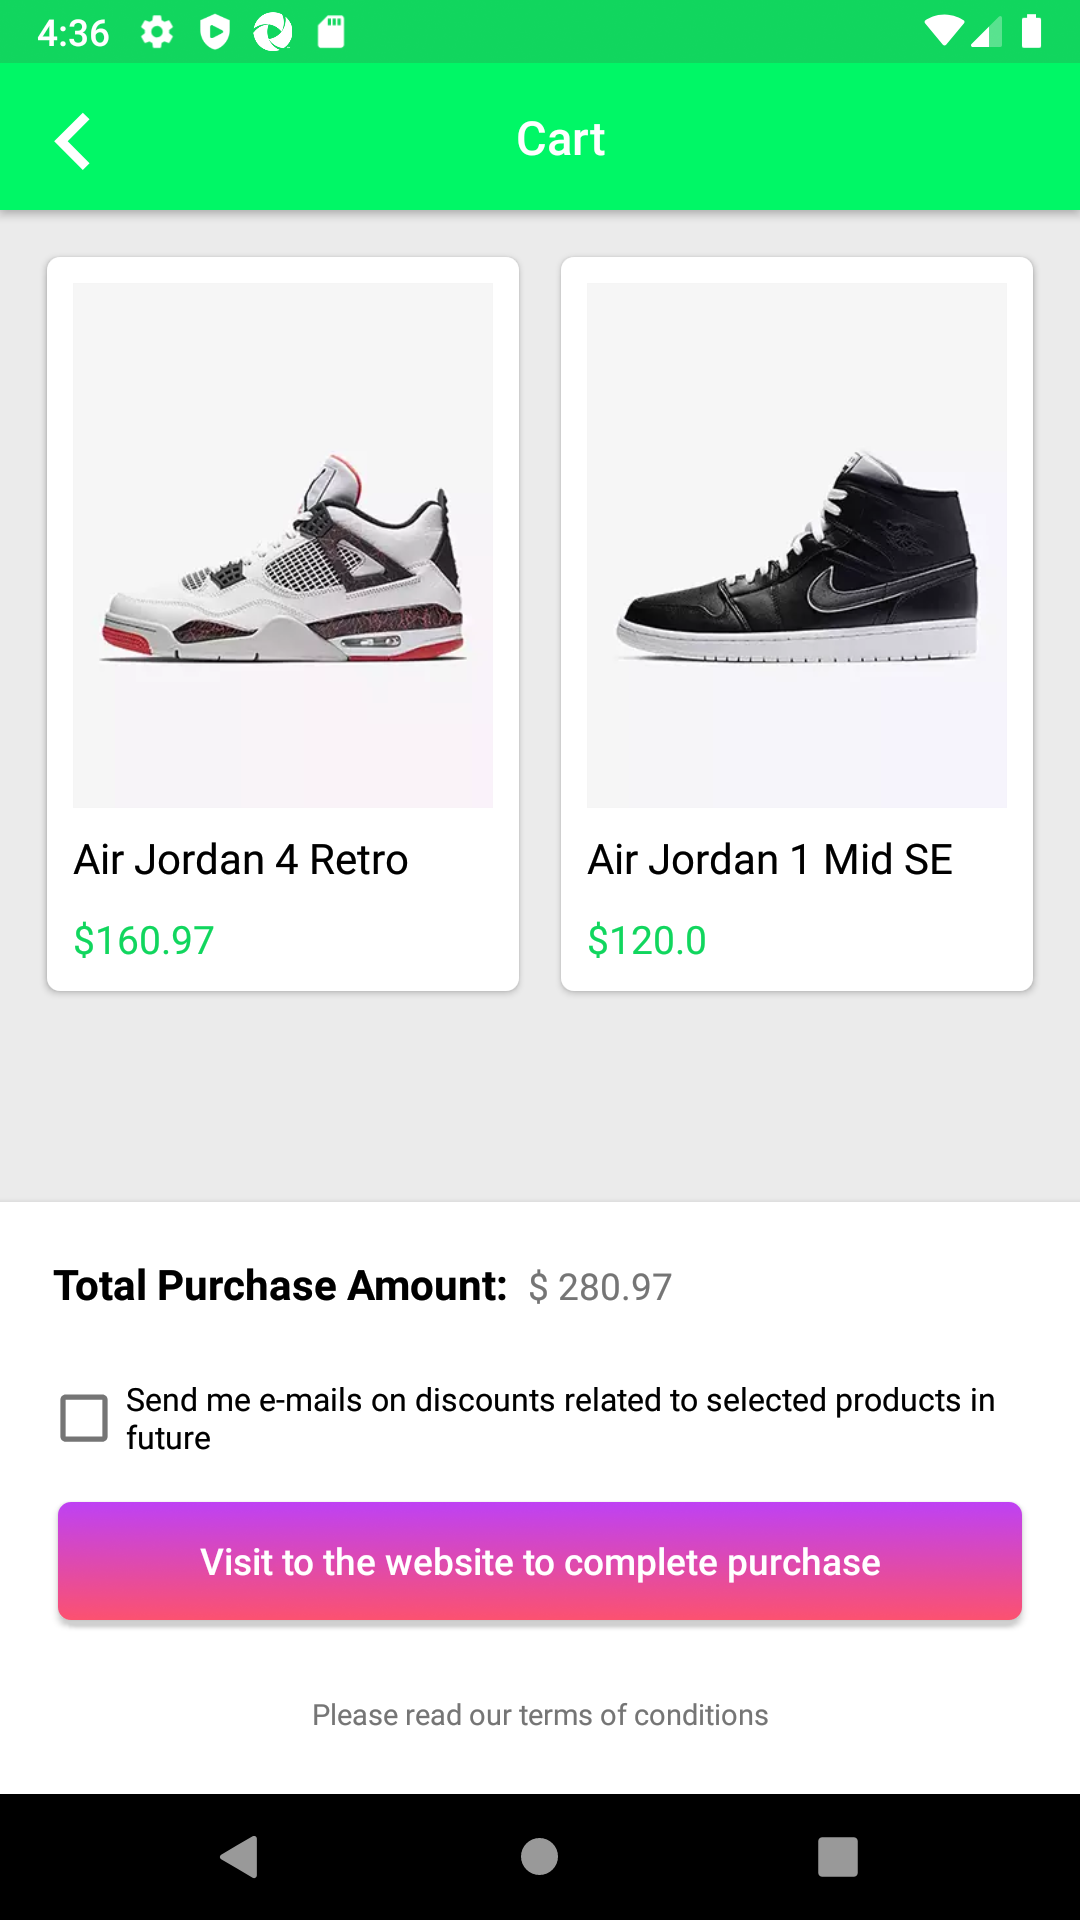 4:36
Cart
Air Jordan 4 Retro
$160.97
Air Jordan 1 Mid SE
$120.0
Total Purchase Amount: $ 280.97
Send me e-mails on discounts related to selected products in
future
Visit to the website to complete purchase
Please read our terms of conditions